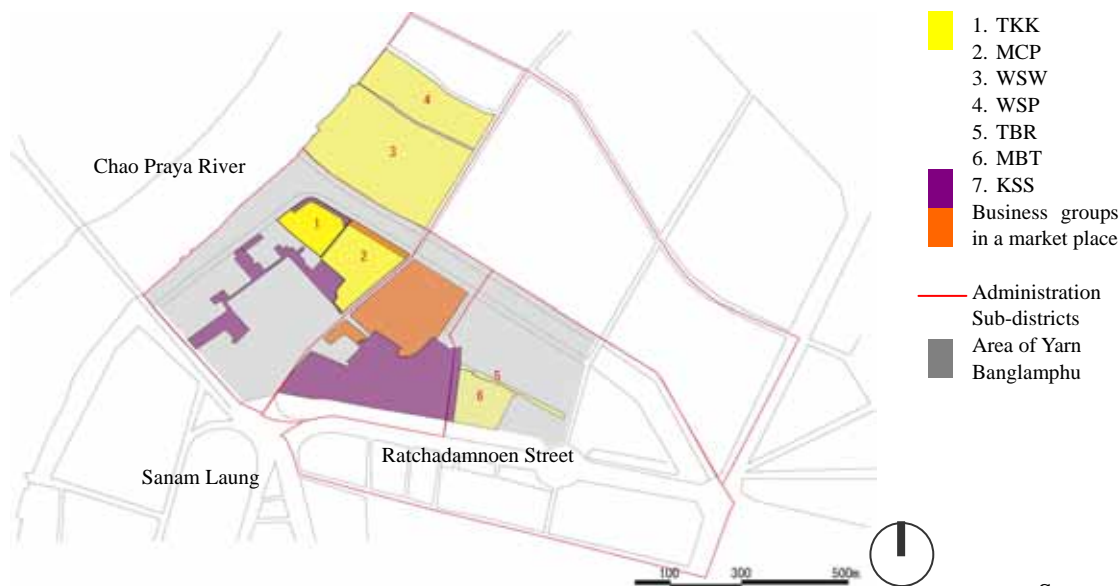 1. TKK
2. MCP
3. WSW
4. WSP
5. TBR
6. MBT
7. KSS
Business groups
in a market place
Administration
Sub-districts
Area of Yarn
Banglamphu
4
3
Chao Praya River
1
2
5
6
Ratchadamnoen Street
Sanam Laung
100 300 500m